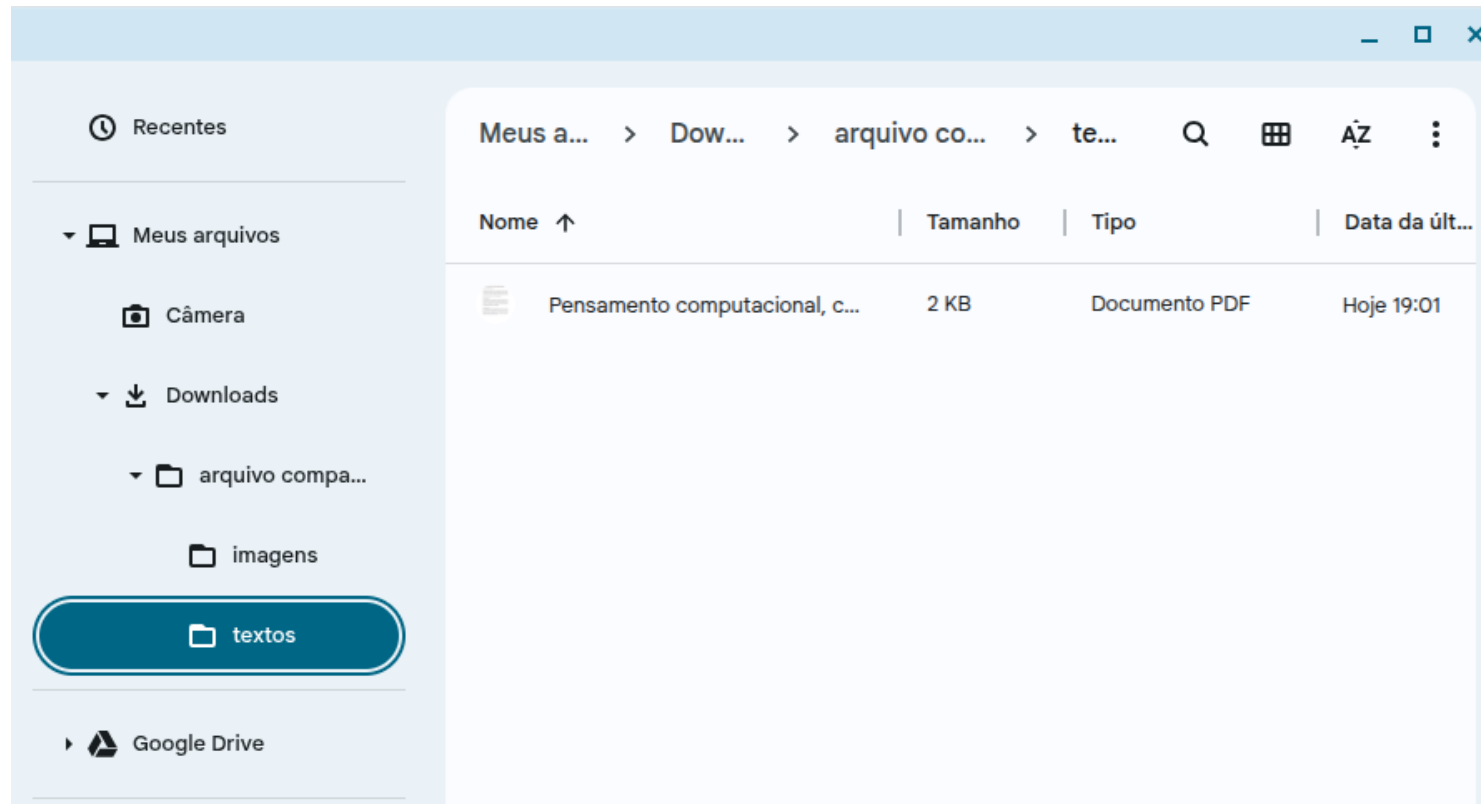 Recentes
Meus a... > Dow... > arquivo co... > te... AZ
Nome ↑ Tamanho Tipo Data da últ...
Meus arquivos
Pensamento computacional, c... 2 KB Documento PDF Hoje 19:01
Câmera
Downloads
arquivo compa...
imagens
textos
Google Drive